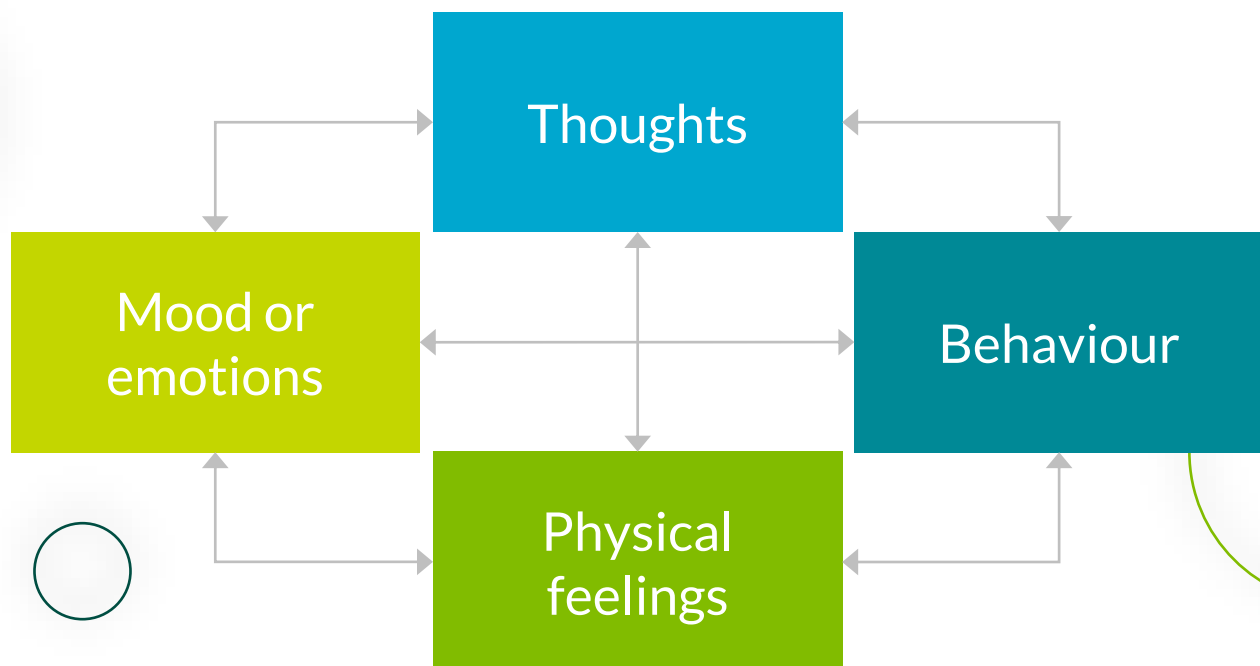 Thoughts
Mood or
emotions
Behaviour
Physical
feelings